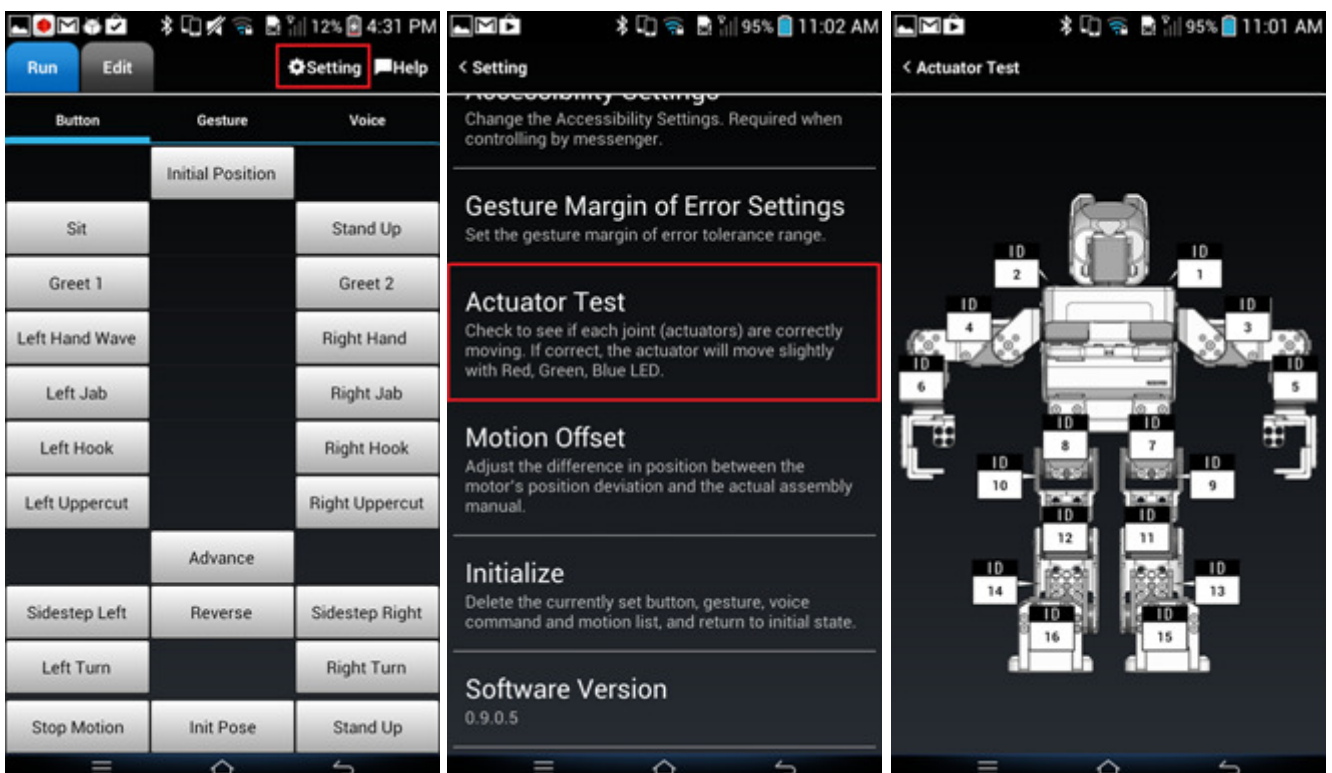 12% 4:31 PM
Run Edit Setting Help
Button Gesture Voice
Initial Position
Sit Stand Up
Greet 1 Greet 2
Left Hand Wave Right Hand
Left Jab Right Jab
Left Hook Right Hook
Left Uppercut Right Uppercut
Advance
Sidestep Left Reverse Sidestep Right
Left Turn Right Turn
Stop Motion Init Pose Stand Up
95% 11:02 AM
< Setting
Accessibility Settings
Change the Accessibility Settings. Required when
controlling by messenger.
Gesture Margin of Error Settings
Set the gesture margin of error tolerance range.
Actuator Test
Check to see if each joint (actuators) are correctly
moving. If correct, the actuator will move slightly
with Red, Green, Blue LED.
Motion Offset
Adjust the difference in position between the
motor's position deviation and the actual assembly
manual.
Initialize
Delete the currently set button, gesture, voice
command and motion list, and return to initial state.
Software Version
0.9.0.5
95% 11:01 AM
< Actuator Test
ID ID
2 1
ID ID
4 3
ID ID
6 5
ID ID
8 7
ID ID
10 9
ID ID
12 11
ID ID
14 13
ID ID
16 15